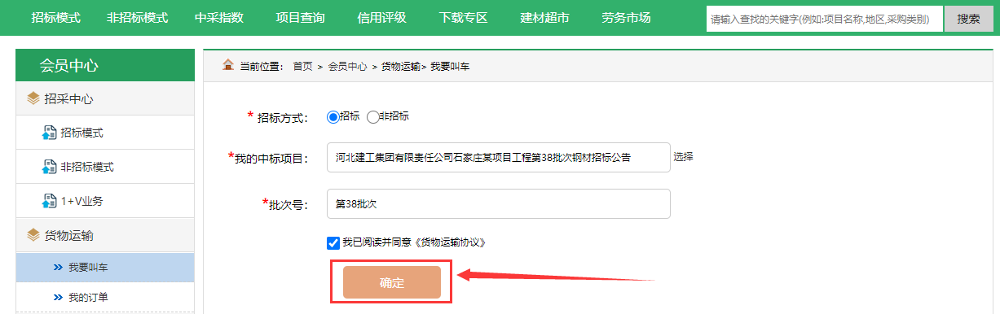 招标模式 非招标模式 中采指数 项目查询 信用评级 下载专区 建材超市 劳务市场 请输入查找的关键字(例如:项目名称,地区,采购类别) 搜索
会员中心
招采中心
招标模式
非招标模式
1+V业务
货物运输
我要叫车
我的订单
当前位置： 首页 > 会员中心 > 货物运输> 我要叫车
* 招标方式： 招标 非招标
*我的中标项目： 河北建工集团有限责任公司石家庄某项目工程第38批次钢材招标公告 选择
*批次号： 第38批次
我已阅读并同意《货物运输协议》
确定